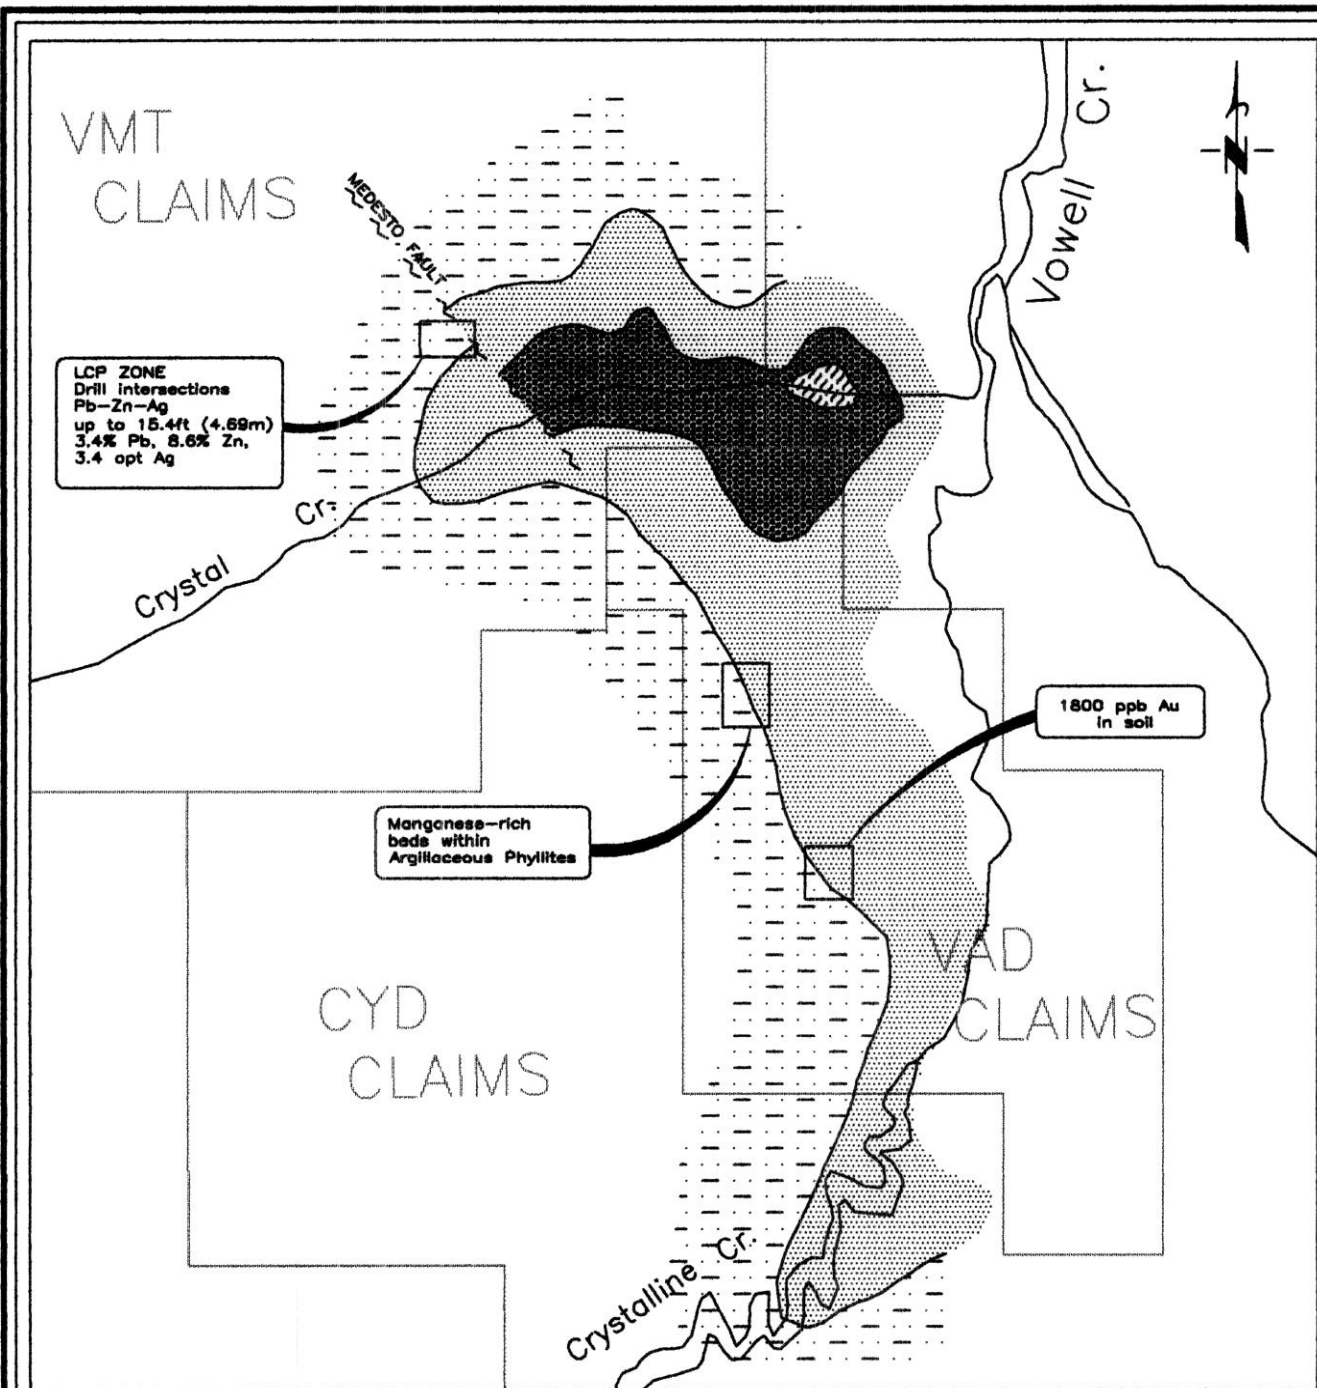 VMT
CLAIMS
MEDESTO FAULT
Vowell Cr.
N
LCP ZONE
Drill intersections
Pb-Zn-Ag
up to 15.4ft (4.69m)
3.4% Pb, 8.6% Zn,
3.4 opt Ag
Crystal Cr.
1800 ppb Au
in soil
Manganese-rich
beds within
Argillaceous Phyllites
VAD
CLAIMS
CYD
CLAIMS
Crystalline Cr.